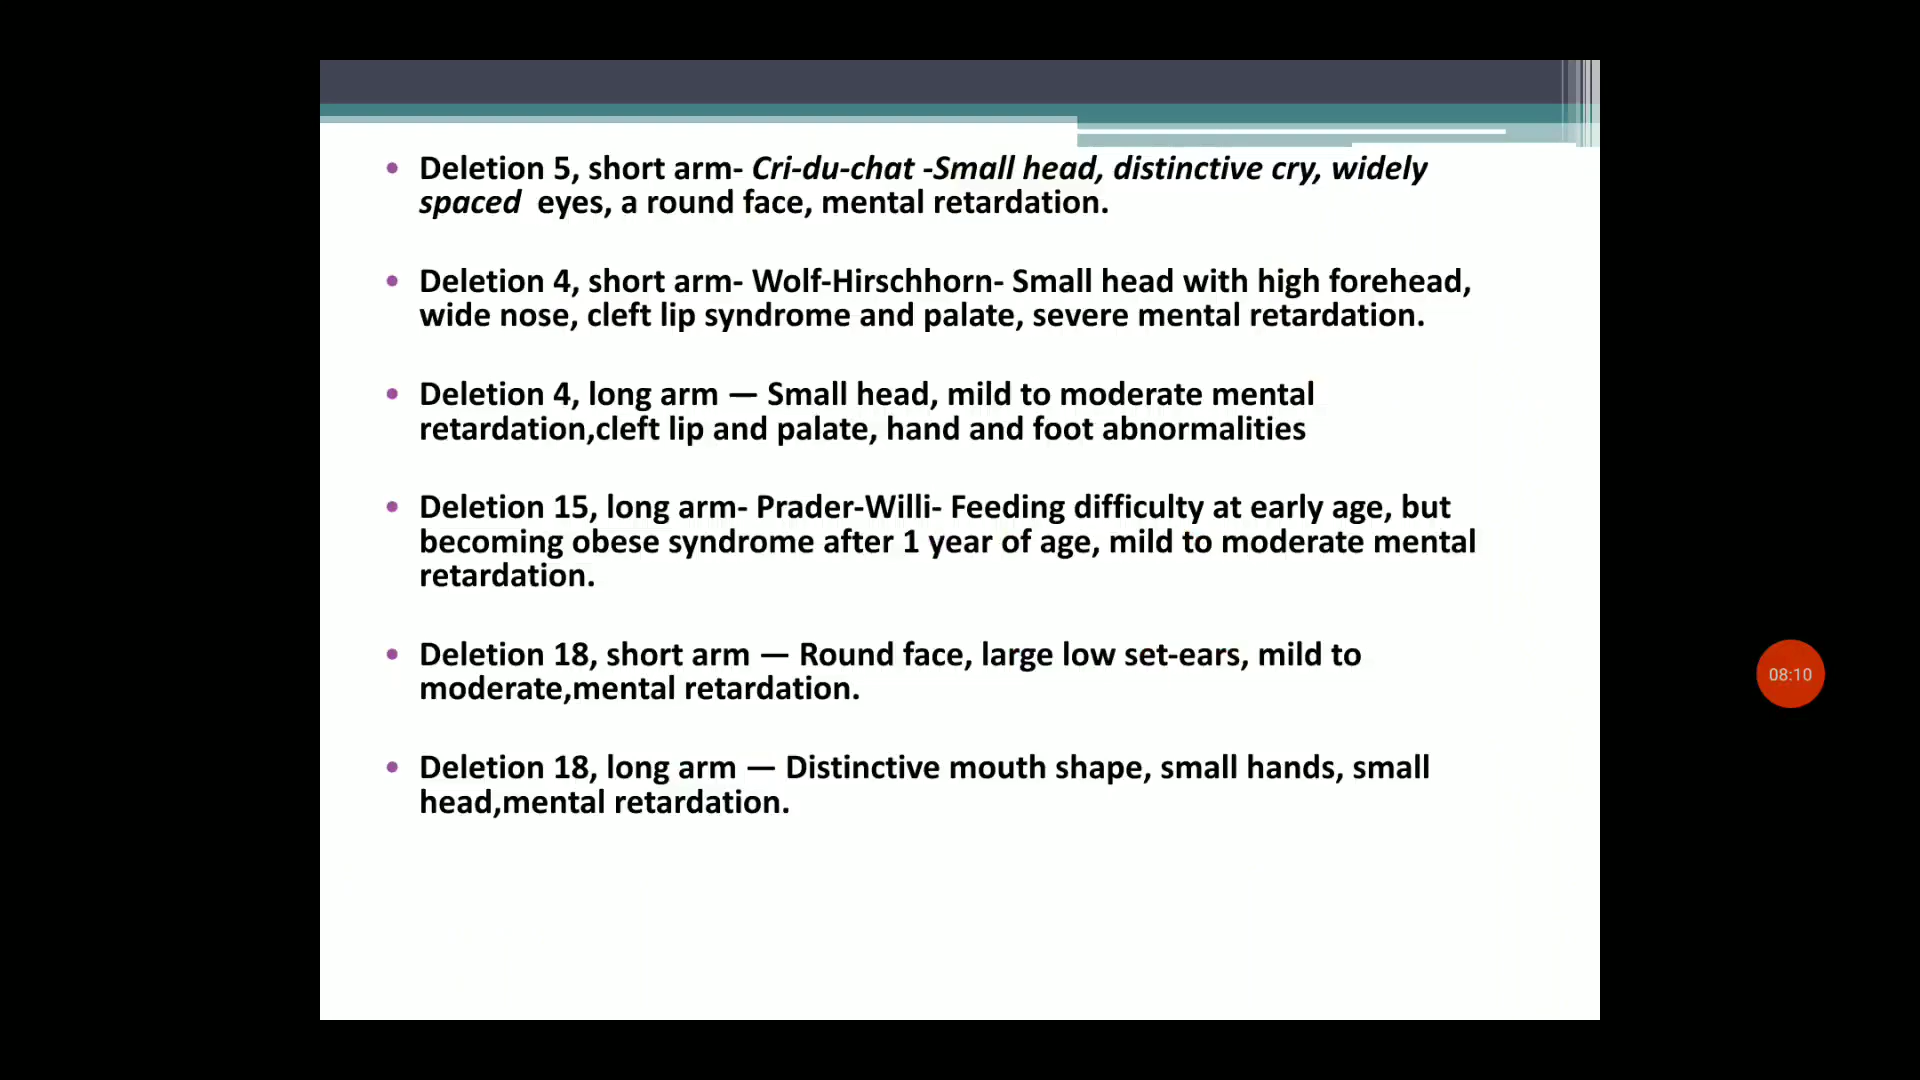 Deletion 5, short arm- Cri-du-chat -Small head, distinctive cry, widely
spaced eyes, a round face, mental retardation.
Deletion 4, short arm- Wolf-Hirschhorn- Small head with high forehead,
wide nose, cleft lip syndrome and palate, severe mental retardation.
Deletion 4, long arm — Small head, mild to moderate mental
retardation,cleft lip and palate, hand and foot abnormalities
Deletion 15, long arm- Prader-Willi- Feeding difficulty at early age, but
becoming obese syndrome after 1 year of age, mild to moderate mental
retardation.
Deletion 18, short arm — Round face, large low set-ears, mild to
moderate,mental retardation.
Deletion 18, long arm — Distinctive mouth shape, small hands, small
head,mental retardation.
08:10